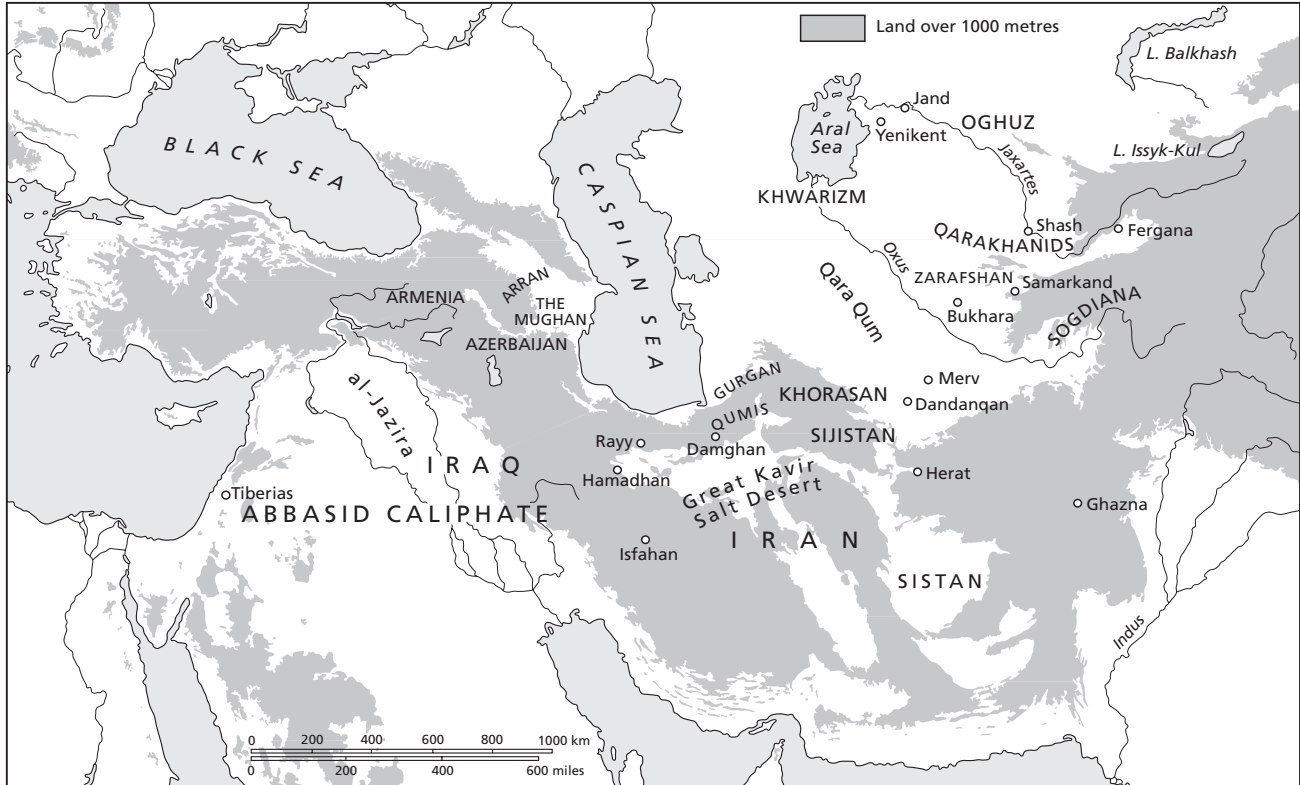 Land over 1000 metres
L. Balkhash
BLACK SEA
CASPIAN SEA
Aral
Sea
Jand
Yenikent
OGHUZ
Jaxartes
L. Issyk-Kul
KHWARIZM
Shash
Fergana
QARAKHANIDS
Oxus
Qara Qum
ZARAFSHAN
Samarkand
Bukhara
SOGDIANA
ARMENIA
ARRAN
THE
MUGHAN
AZERBAIJAN
al-Jazira
GURGAN
KHORASAN
Merv
Dandanqan
QUMIS
SIJISTAN
Rayy
Damghan
Hamadhan
IRAQ
Great Kavir
Salt Desert
Herat
Tiberias
ABBASID CALIPHATE
Ghazna
Isfahan
IRAN
SISTAN
Indus
0 200 400 600 800 1000 km
0 200 400 600 miles